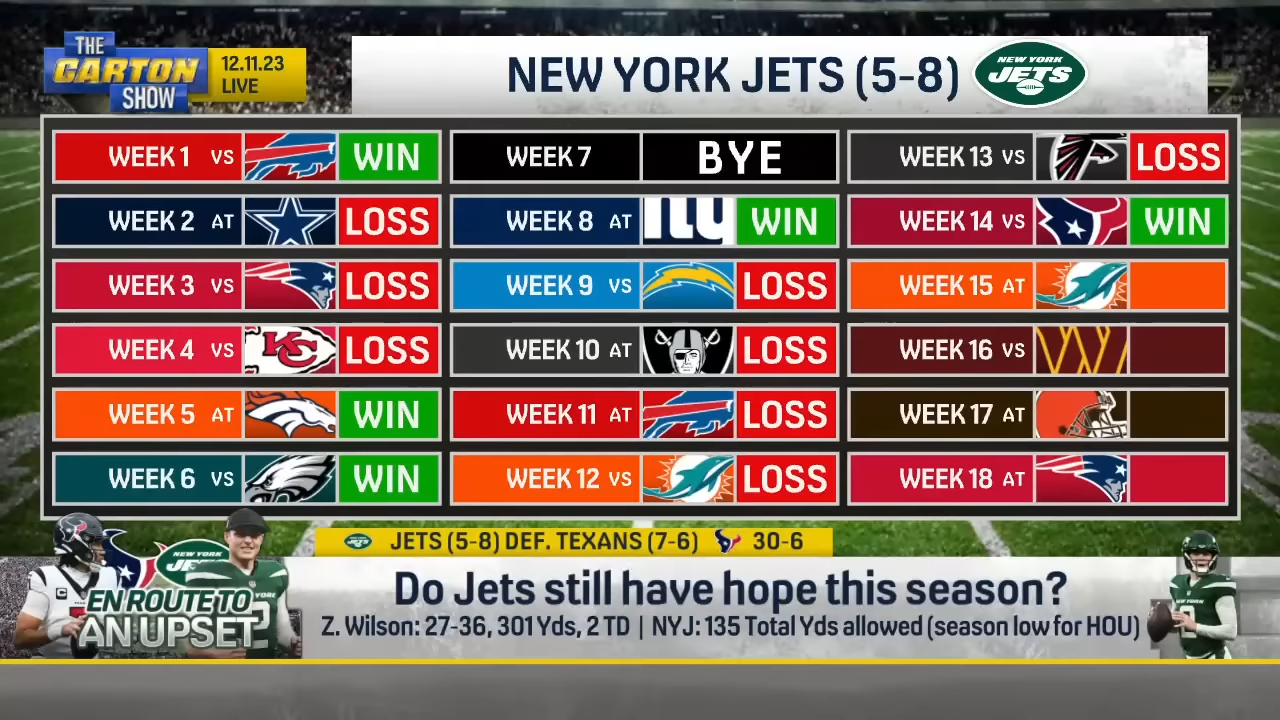 THE
CARTON
SHOW
12.11.23
LIVE
NEW YORK JETS (5-8)
NEW YORK
JETS
WEEK 1 VS WIN
WEEK 2 AT LOSS
WEEK 3 VS LOSS
WEEK 4 VS KC LOSS
WEEK 5 AT WIN
WEEK 6 VS WIN
WEEK 7 BYE
WEEK 8 AT ny WIN
WEEK 9 VS LOSS
WEEK 10 AT LOSS
WEEK 11 AT LOSS
WEEK 12 VS LOSS
WEEK 13 VS LOSS
WEEK 14 VS WIN
WEEK 15 AT
WEEK 16 VS W
WEEK 17 AT
WEEK 18 AT
JETS (5-8) DEF. TEXANS (7-6) 30-6
NEW YORK
EN ROUTE TO
AN UPSET
Do Jets still have hope this season?
Z. Wilson: 27-36, 301 Yds, 2 TD | NYJ: 135 Total Yds allowed (season low for HOU)